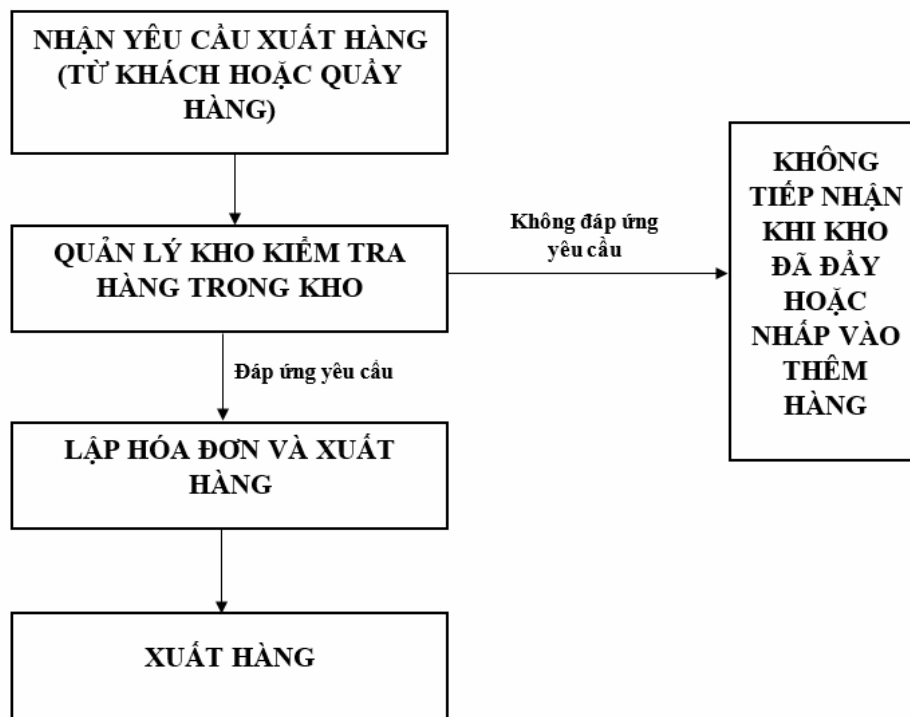 NHẬN YÊU CẦU XUẤT HÀNG
(TỪ KHÁCH HOẶC QUẦY
HÀNG)
QUẢN LÝ KHO KIỂM TRA
HÀNG TRONG KHO
Không đáp ứng
yêu cầu
KHÔNG
TIẾP NHẬN
KHI KHO
ĐÃ ĐẦY
HOẶC
NHẤP VÀO
THÊM
HÀNG
Đáp ứng yêu cầu
LẬP HÓA ĐƠN VÀ XUẤT
HÀNG
XUẤT HÀNG